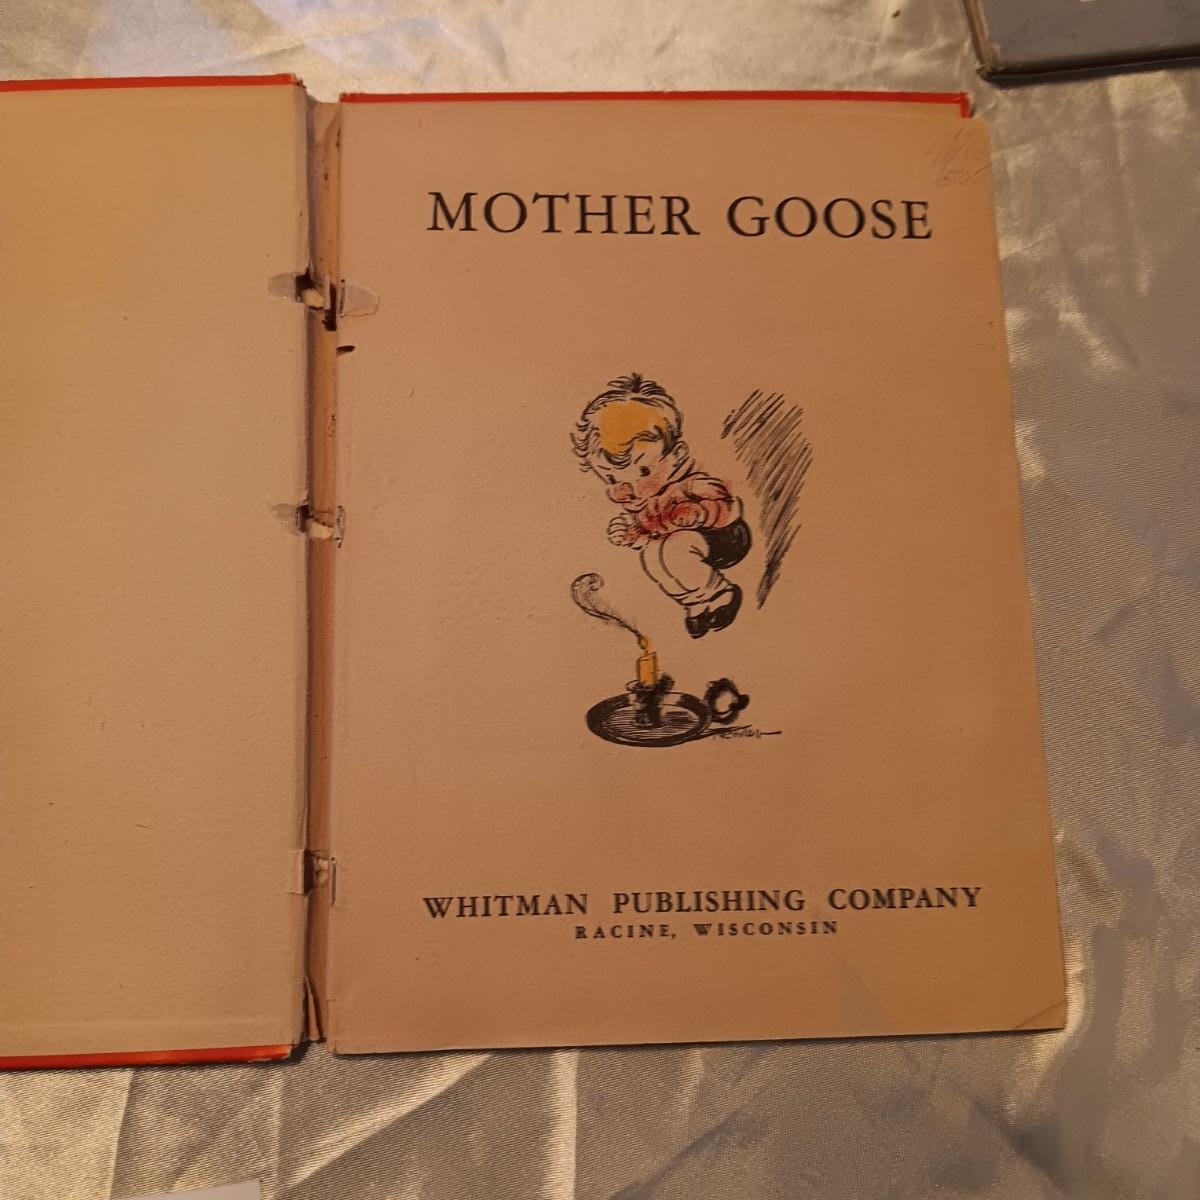 MOTHER GOOSE
WHITMAN PUBLISHING COMPANY
RACINE, WISCONSIN